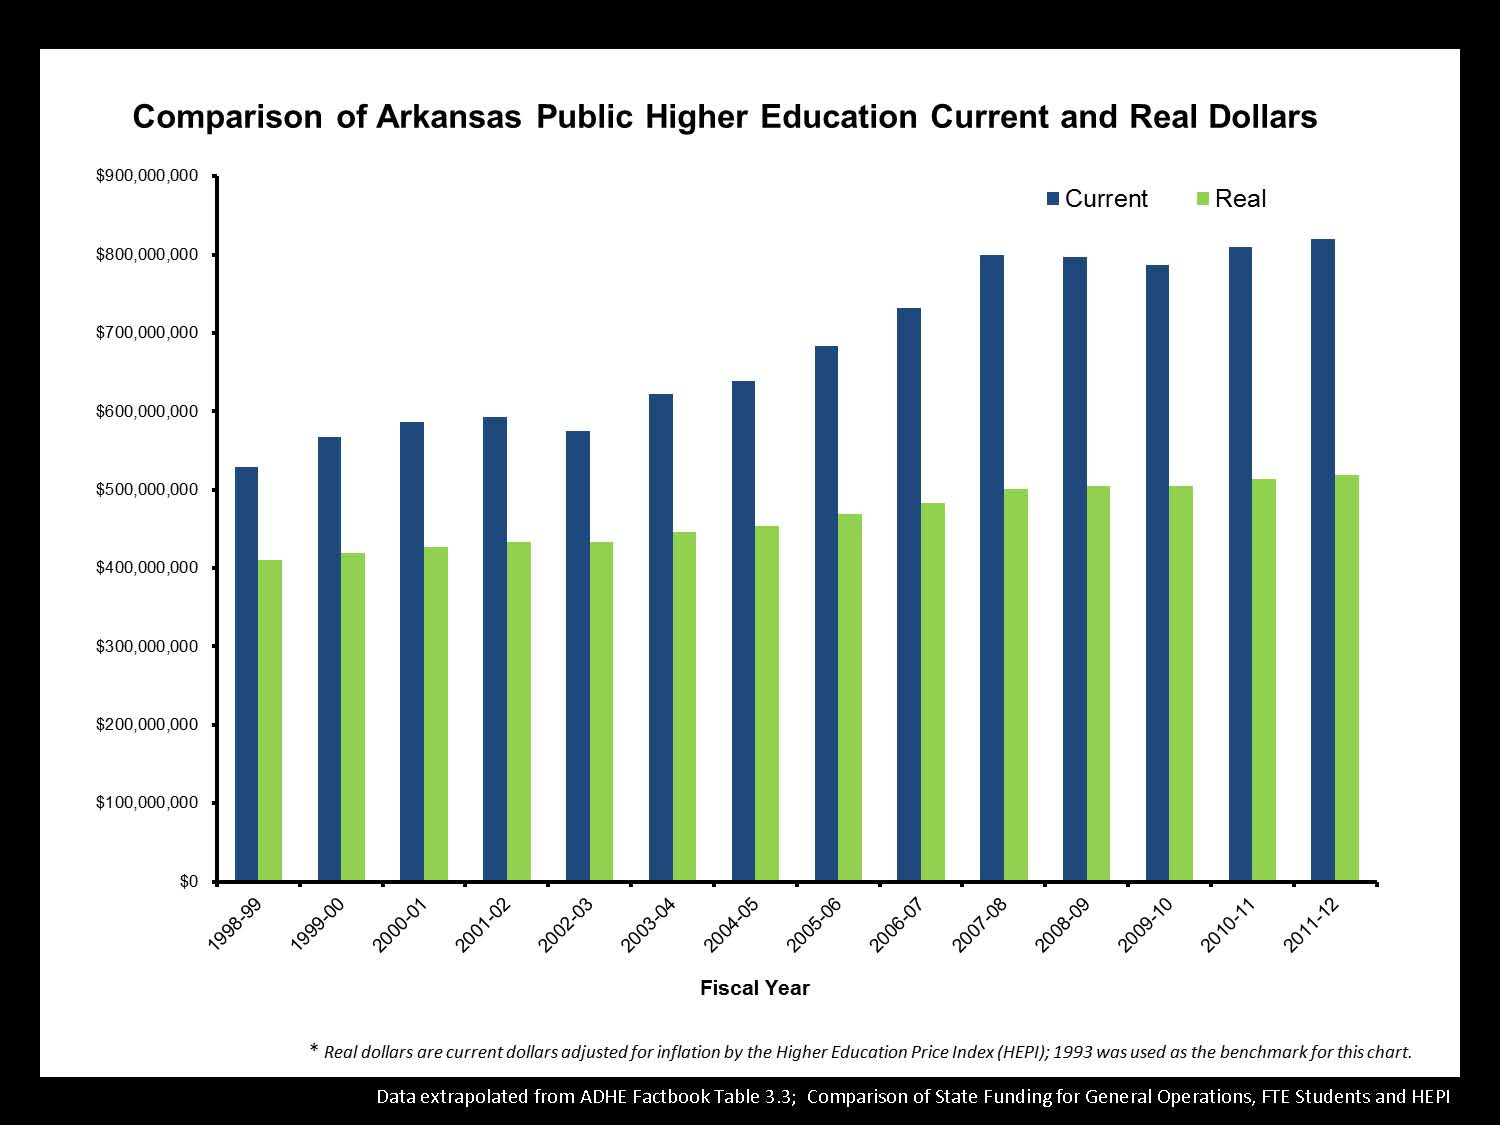 Comparison of Arkansas Public Higher Education Current and Real Dollars
$900,000,000
Current Real
$800,000,000
$700,000,000
$600,000,000
$500,000,000
$400,000,000
$300,000,000
$200,000,000
$100,000,000
$0
1998-99 1999-00 2000-01 2001-02 2002-03 2003-04 2004-05 2005-06 2006-07 2007-08 2008-09 2009-10 2010-11 2011-12
Fiscal Year
* Real dollars are current dollars adjusted for inflation by the Higher Education Price Index (HEPI); 1993 was used as the benchmark for this chart.
Data extrapolated from ADHE Factbook Table 3.3; Comparison of State Funding for General Operations, FTE Students and HEPI